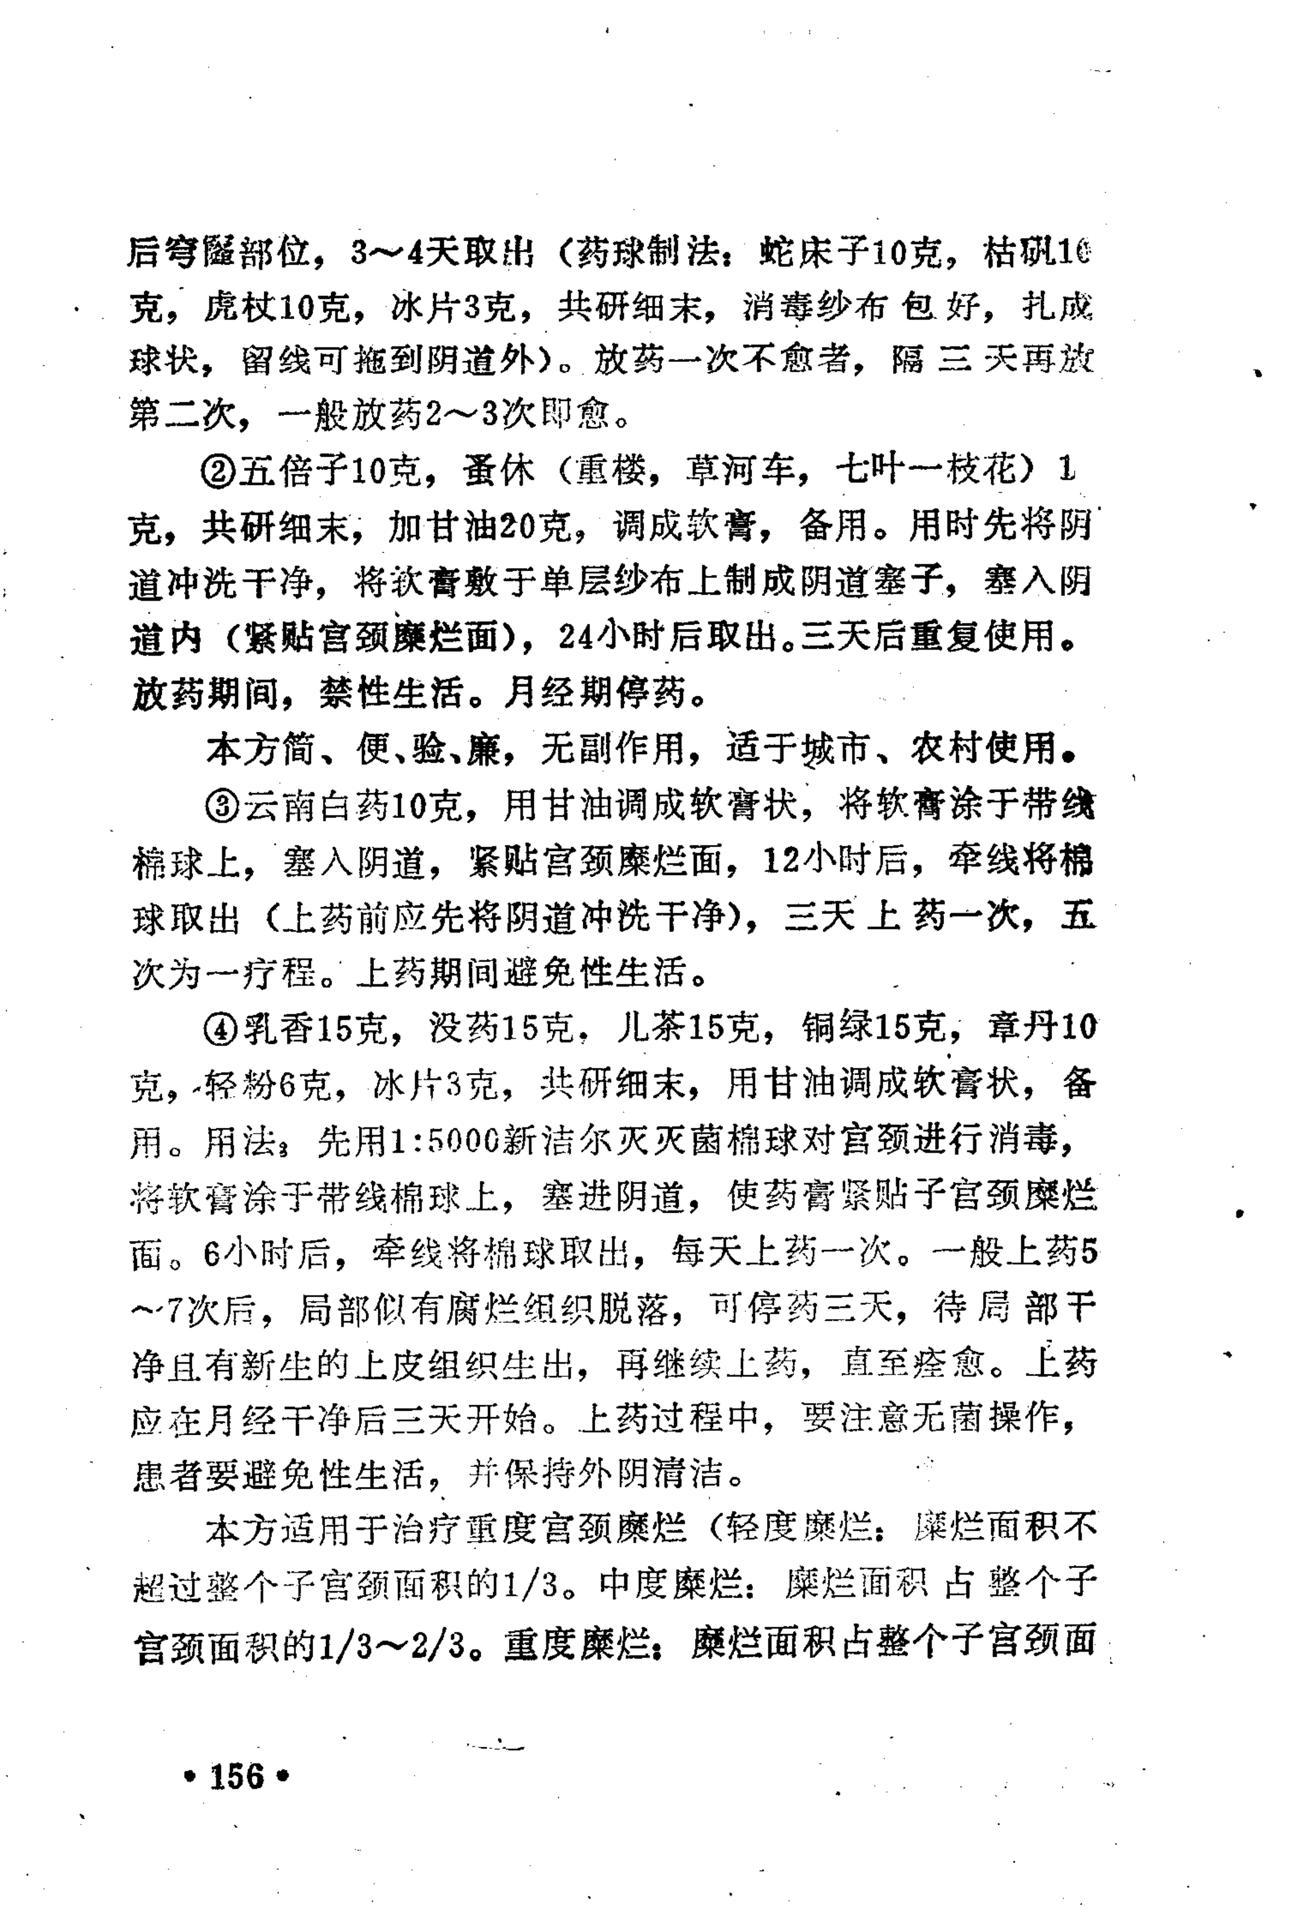 后穹窿部位，3～4天取出（药球制法：蛇床子10克，枯矾10
克，虎杖10克，冰片3克，共研细末，消毒纱布包好，扎成
球状，留线可拖到阴道外）。放药一次不愈者，隔三天再放
第二次，一般放药2～3次即愈。
②五倍子10克，蚤休（重楼，草河车，七叶一枝花）1
克，共研细末，加甘油20克，调成软膏，备用。用时先将阴
道冲洗干净，将软膏敷于单层纱布上制成阴道塞子，塞入阴
道内（紧贴宫颈糜烂面），24小时后取出。三天后重复使用。
放药期间，禁性生活。月经期停药。
本方简、便、验、廉，无副作用，适于城市、农村使用。
③云南白药10克，用甘油调成软膏状，将软膏涂于带线
棉球上，塞入阴道，紧贴宫颈糜烂面，12小时后，牵线将棉
球取出（上药前应先将阴道冲洗干净），三天上药一次，五
次为一疗程。上药期间避免性生活。
④乳香15克，没药15克，儿茶15克，铜绿15克，章丹10
克，轻粉6克，冰片3克，共研细末，用甘油调成软膏状，备
用。用法：先用1:5000新洁尔灭灭菌棉球对宫颈进行消毒，
将软膏涂于带线棉球上，塞进阴道，使药膏紧贴子宫颈糜烂
面。6小时后，牵线将棉球取出，每天上药一次。一般上药5
～7次后，局部似有腐烂组织脱落，可停药三天，待局部干
净且有新生的上皮组织生出，再继续上药，直至痊愈。上药
应在月经干净后三天开始。上药过程中，要注意无菌操作，
患者要避免性生活，并保持外阴清洁。
本方适用于治疗重度宫颈糜烂（轻度糜烂：糜烂面积不
超过整个子宫颈面积的1/3。中度糜烂：糜烂面积占整个子
宫颈面积的1/3～2/3。重度糜烂：糜烂面积占整个子宫颈面
•156•